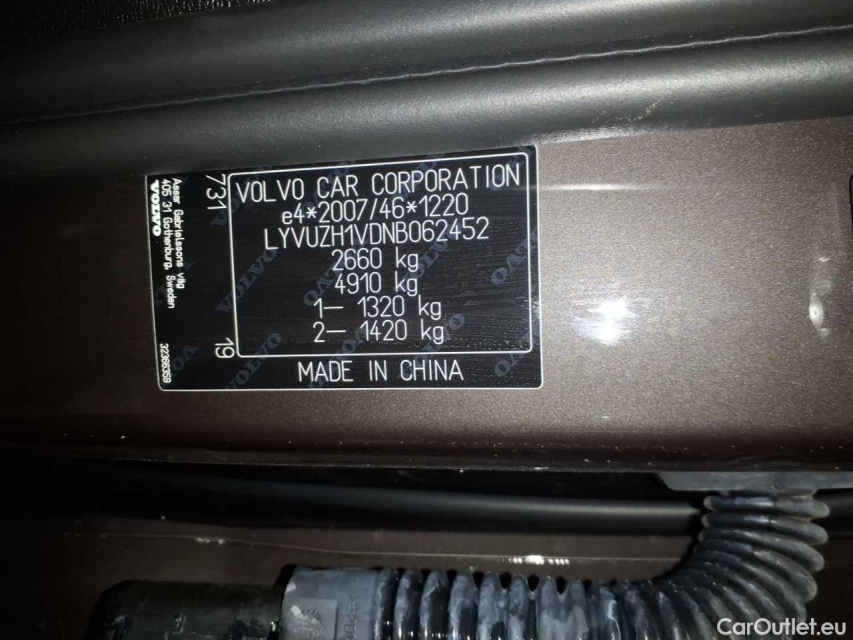 VOLVO CAR CORPORATION
e4*2007/46*1220
LYVUZH1VDNB062452
2660 kg
4910 kg
1– 1320 kg
2– 1420 kg
MADE IN CHINA
731
19
VOLVO
Assar Gabrielssons väg
405 31 Gothenburg, Sweden
CarOutlet.eu